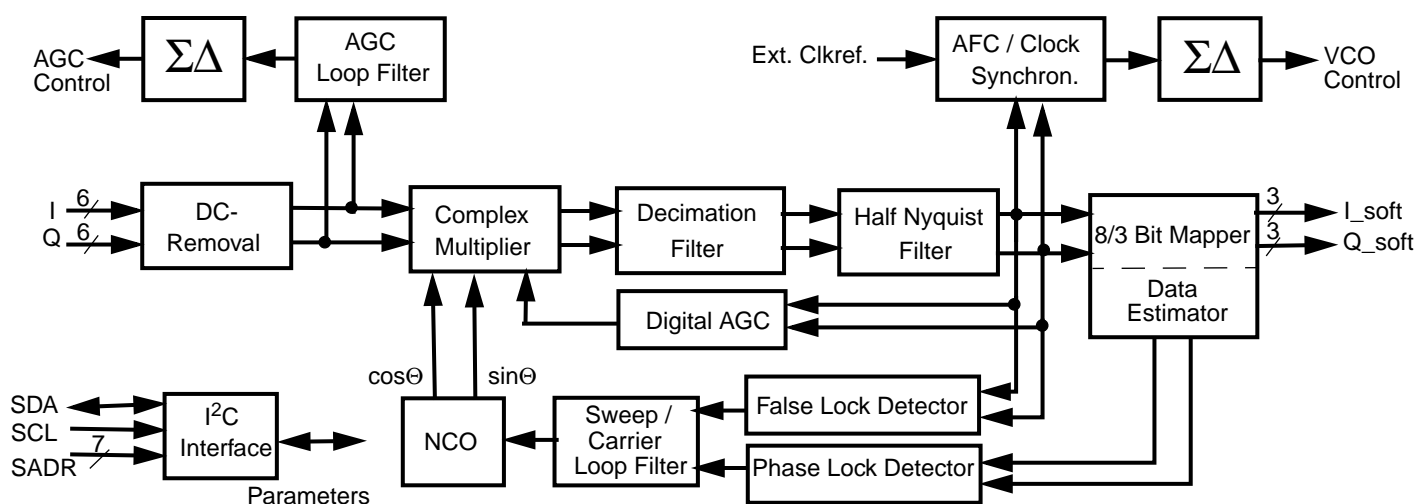 AGC
Control
ΣΔ
AGC
Loop Filter
Ext. Clkref.
AFC / Clock
Synchron.
ΣΔ
VCO
Control
I
6
Q
6
DC-
Removal
Complex
Multiplier
Decimation
Filter
Half Nyquist
Filter
8/3 Bit Mapper
Data
Estimator
3
I_soft
3
Q_soft
Digital AGC
cosΘ
sinΘ
SDA
SCL
SADR
7
I²C
Interface
Parameters
NCO
Sweep /
Carrier
Loop Filter
False Lock Detector
Phase Lock Detector